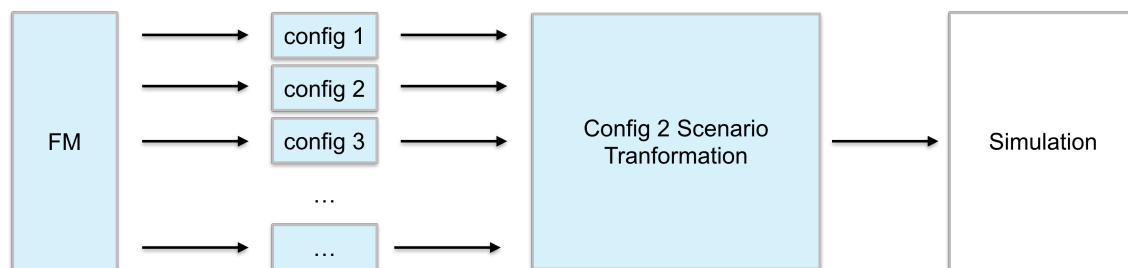 FM
config 1
config 2
config 3
…
…
Config 2 Scenario
Tranformation
Simulation